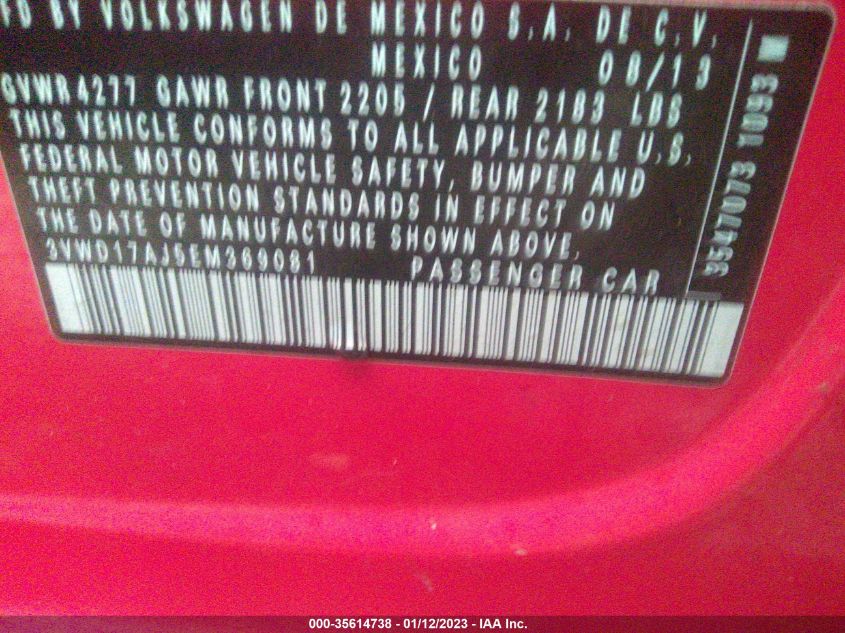 FD BY VOLKSWAGEN DE MEXICO S.A. DE C.V.
MEXICO 08/13
GVWR 4277 GAWR FRONT 2205 / REAR 2183 LBS
THIS VEHICLE CONFORMS TO ALL APPLICABLE U.S.
FEDERAL MOTOR VEHICLE SAFETY, BUMPER AND
THEFT PREVENTION STANDARDS IN EFFECT ON
THE DATE OF MANUFACTURE SHOWN ABOVE.
3VWD17AJ5EM369081 PASSENGER CAR
000-35614738 - 01/12/2023 - IAA Inc.